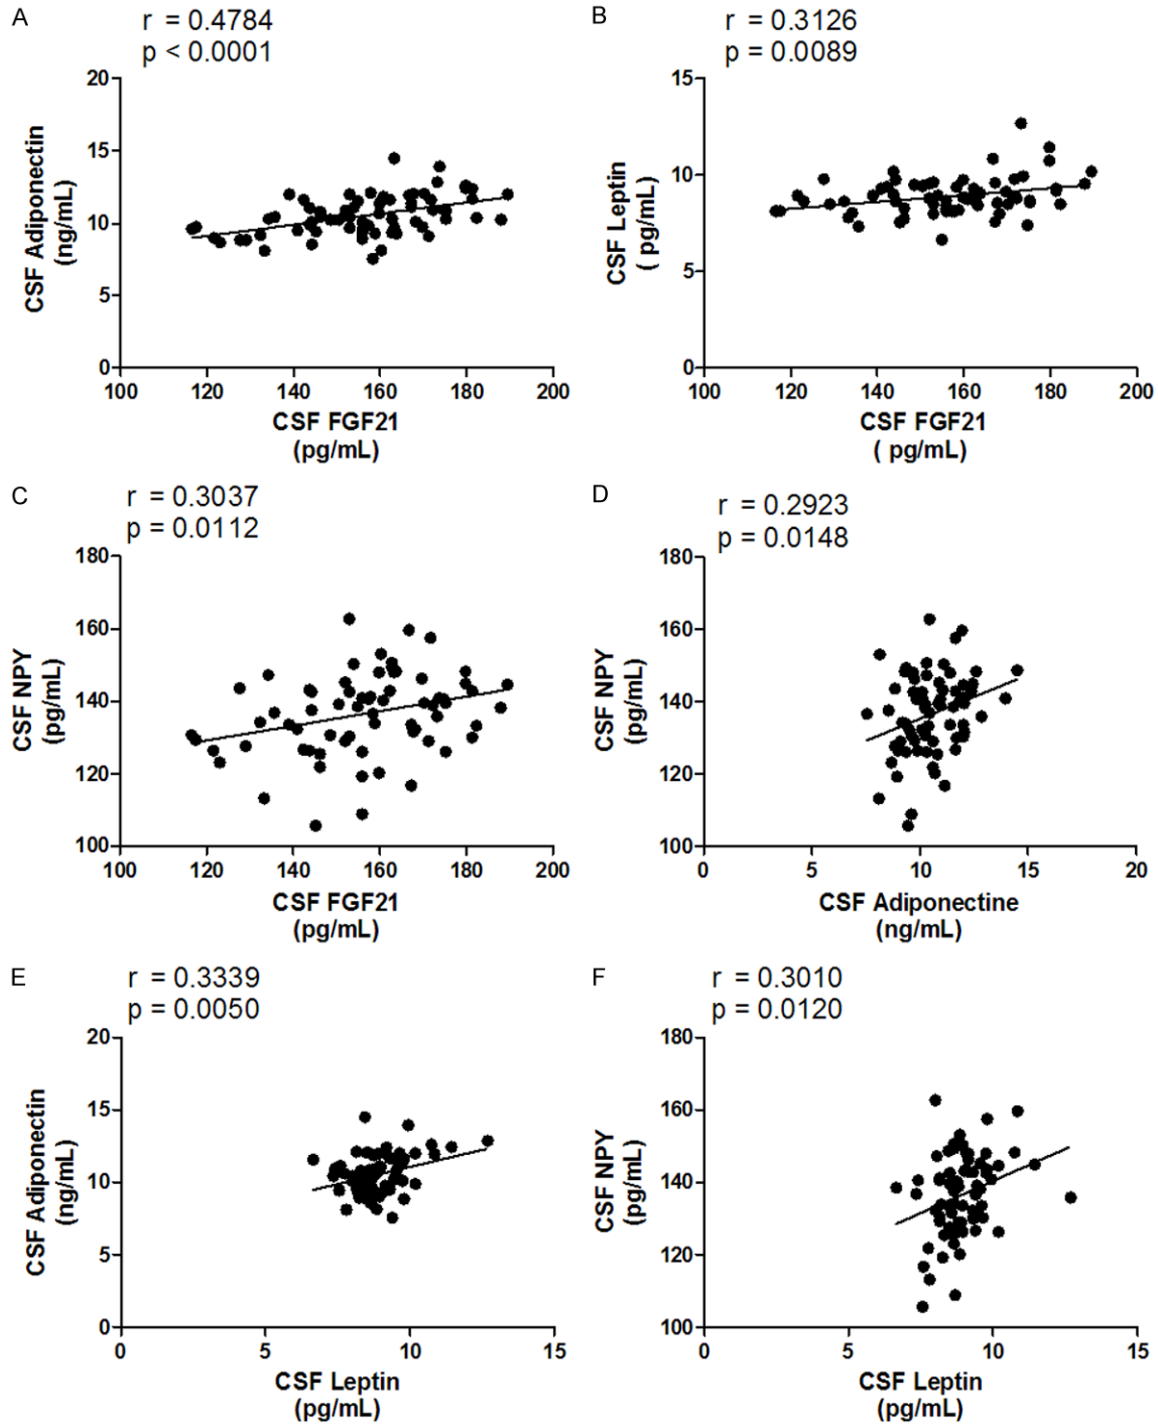 A
r = 0.4784
p < 0.0001
20
15
10
5
0
CSF Adiponectin
(ng/mL)
100 120 140 160 180 200
CSF FGF21
(pg/mL)
B
r = 0.3126
p = 0.0089
15
10
5
0
CSF Leptin
( pg/mL)
100 120 140 160 180 200
CSF FGF21
( pg/mL)
C
r = 0.3037
p = 0.0112
180
160
140
120
100
CSF NPY
(pg/mL)
100 120 140 160 180 200
CSF FGF21
(pg/mL)
D
r = 0.2923
p = 0.0148
180
160
140
120
100
CSF NPY
(pg/mL)
0 5 10 15 20
CSF Adiponectine
(ng/mL)
E
r = 0.3339
p = 0.0050
20
15
10
5
0
CSF Adiponectin
(ng/mL)
0 5 10 15
CSF Leptin
(pg/mL)
F
r = 0.3010
p = 0.0120
180
160
140
120
100
CSF NPY
(pg/mL)
0 5 10 15
CSF Leptin
(pg/mL)